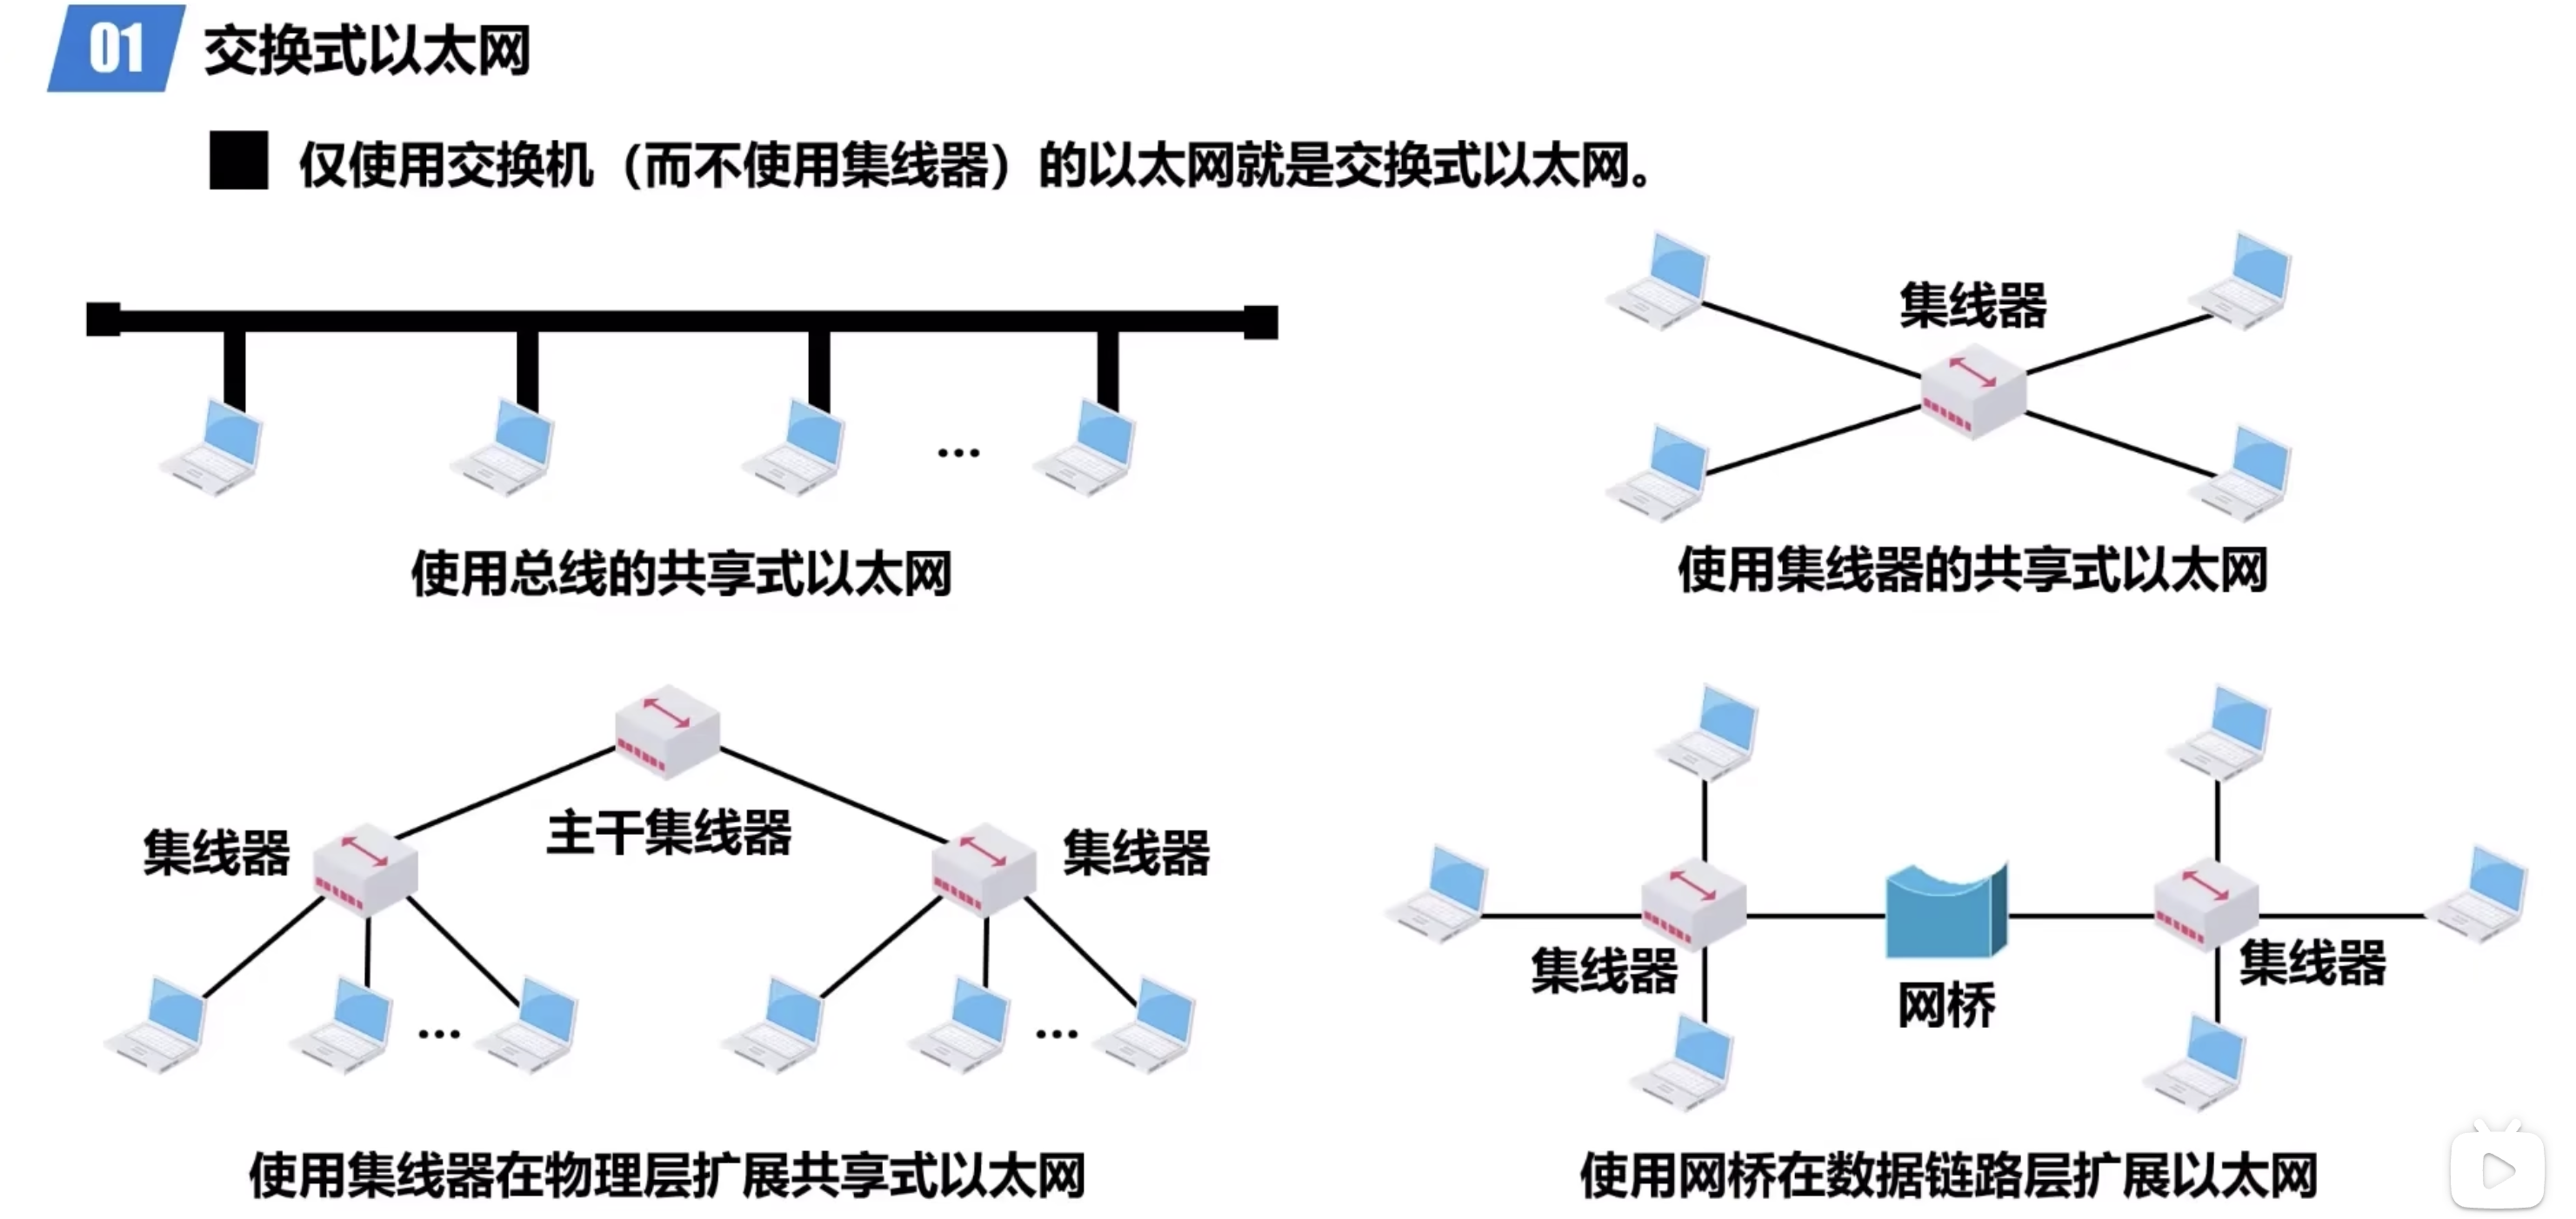 01 交换式以太网
仅使用交换机（而不使用集线器）的以太网就是交换式以太网。
...
使用总线的共享式以太网
集线器
使用集线器的共享式以太网
集线器
主干集线器
集线器
...
...
使用集线器在物理层扩展共享式以太网
集线器
网桥
集线器
使用网桥在数据链路层扩展以太网